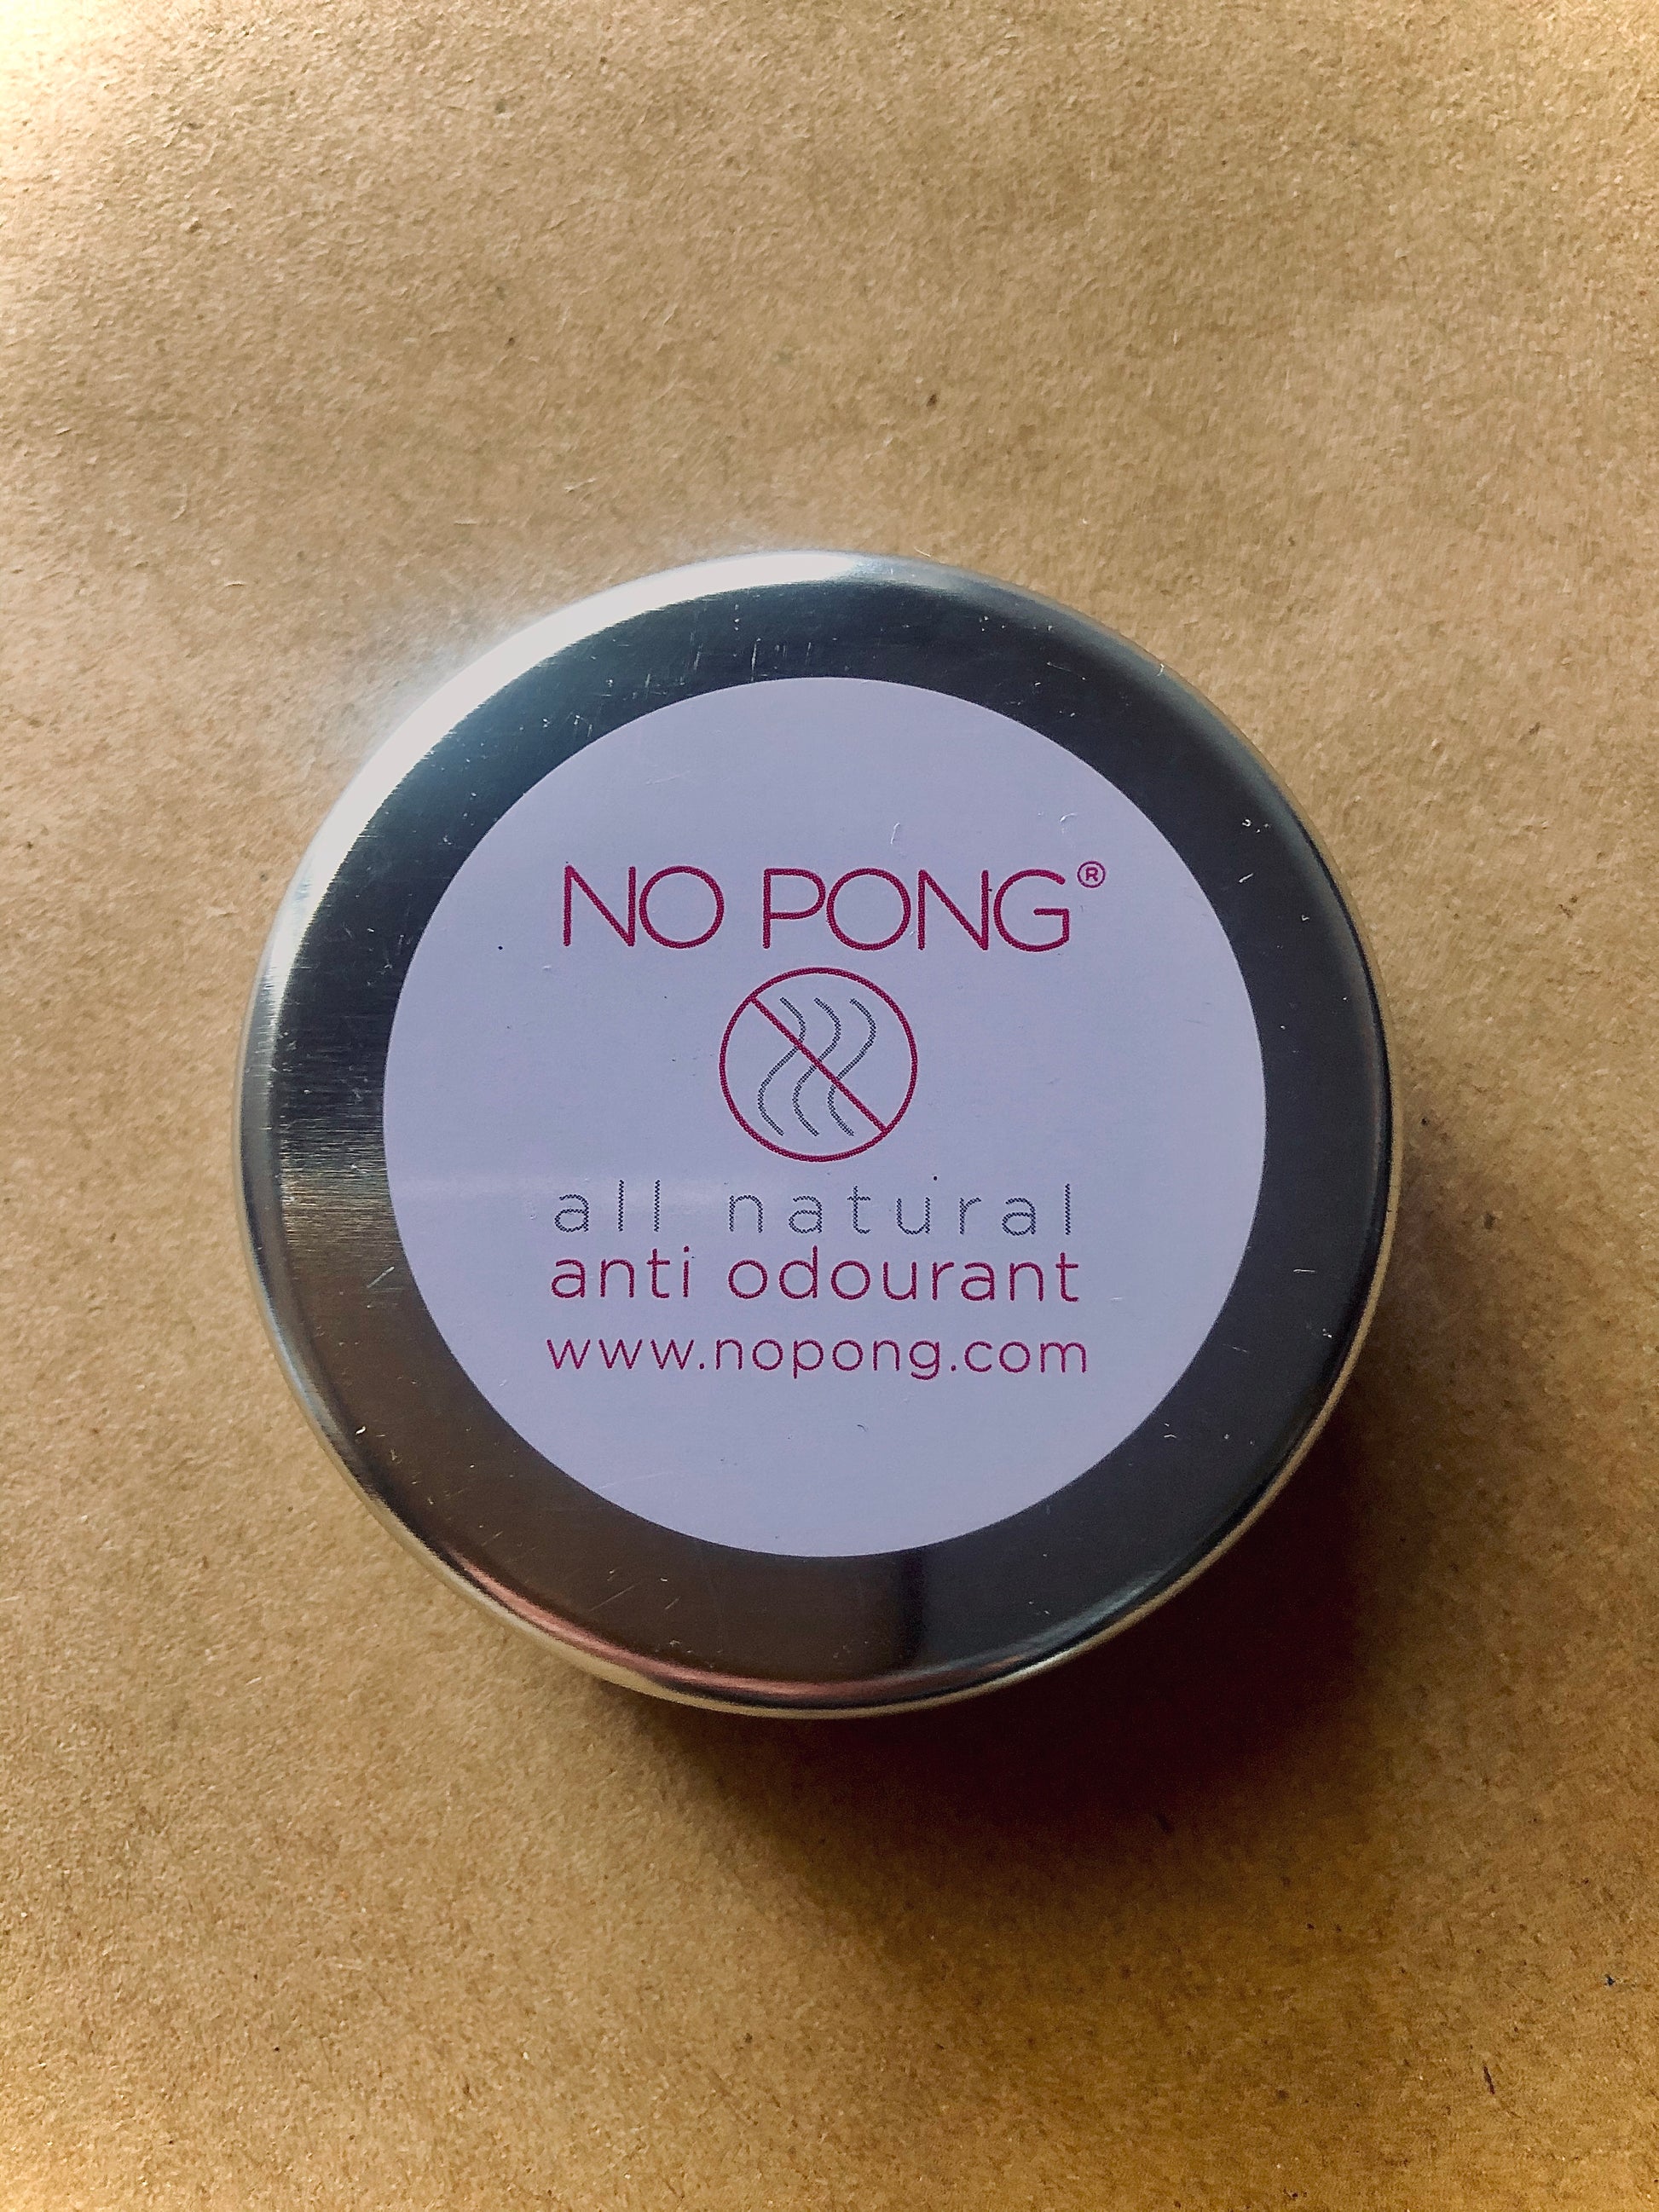 NO PONG®
all natural
anti odourant
www.nopong.com